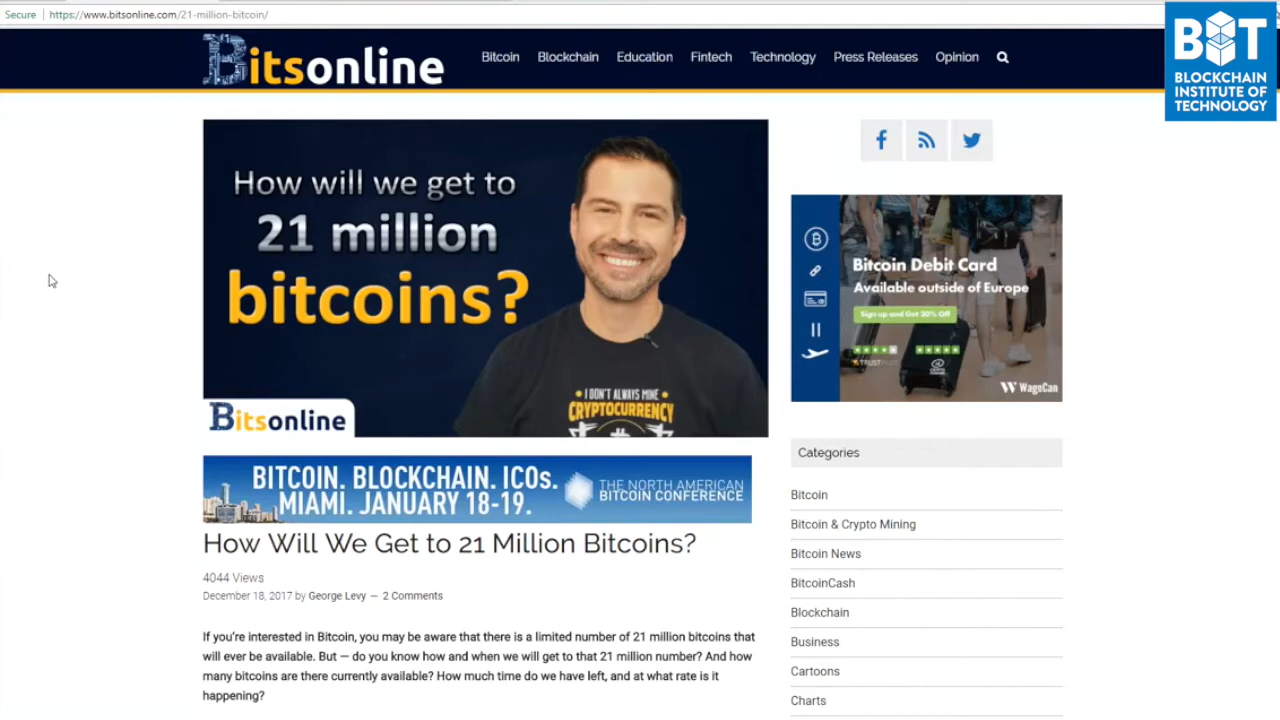 Secure
https://www.bitsonline.com/21-million-bitcoin/
BIT
BLOCKCHAIN
INSTITUTE OF
TECHNOLOGY
Bitsonline
Bitcoin
Blockchain
Education
Fintech
Technology
Press Releases
Opinion
How will we get to
21 million
bitcoins?
• I DON'T ALWAYS MINE •
CRYPTOCURRENCY
Bitsonline
Bitcoin Debit Card
Available outside of Europe
Sign up and Get 20% Off
WageCan
BITCOIN. BLOCKCHAIN. ICOs.
MIAMI. JANUARY 18-19.
THE NORTH AMERICAN
BITCOIN CONFERENCE
How Will We Get to 21 Million Bitcoins?
4044 Views
December 18, 2017 by George Levy — 2 Comments
If you're interested in Bitcoin, you may be aware that there is a limited number of 21 million bitcoins that
will ever be available. But — do you know how and when we will get to that 21 million number? And how
many bitcoins are there currently available? How much time do we have left, and at what rate is it
happening?
Categories
Bitcoin
Bitcoin & Crypto Mining
Bitcoin News
BitcoinCash
Blockchain
Business
Cartoons
Charts